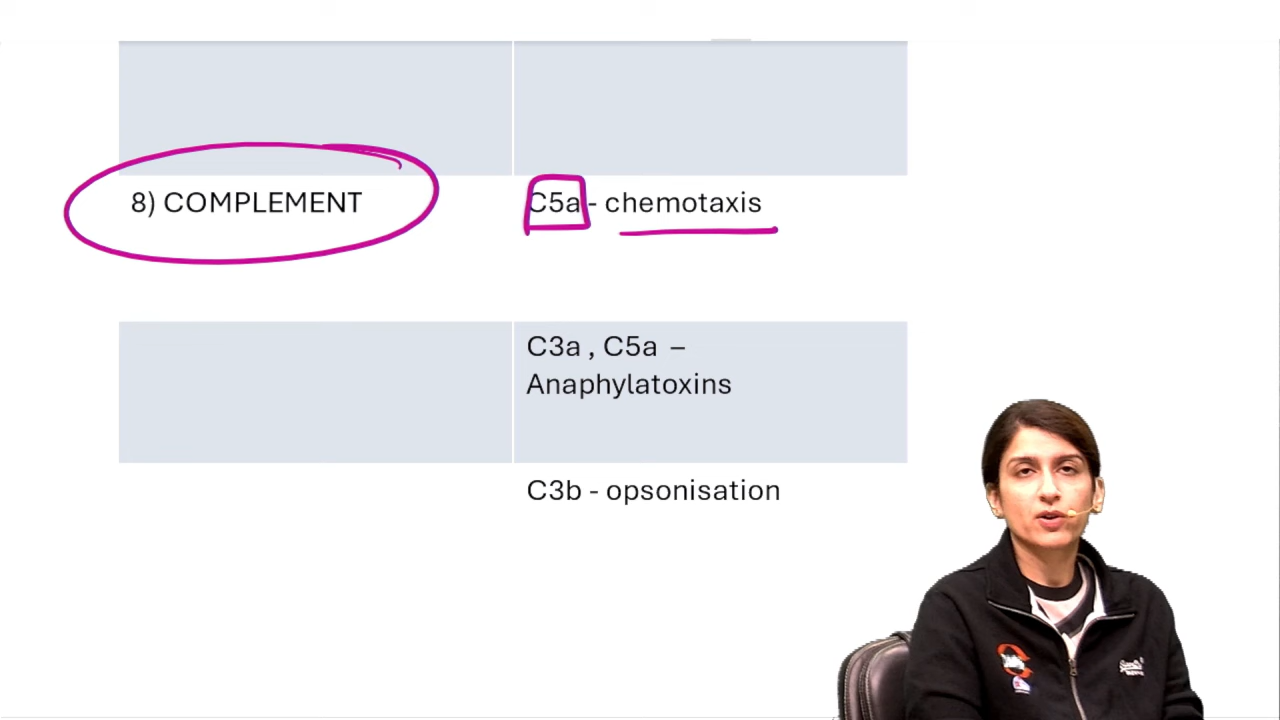 8) COMPLEMENT
C5a - chemotaxis
C3a , C5a –
Anaphylatoxins
C3b - opsonisation